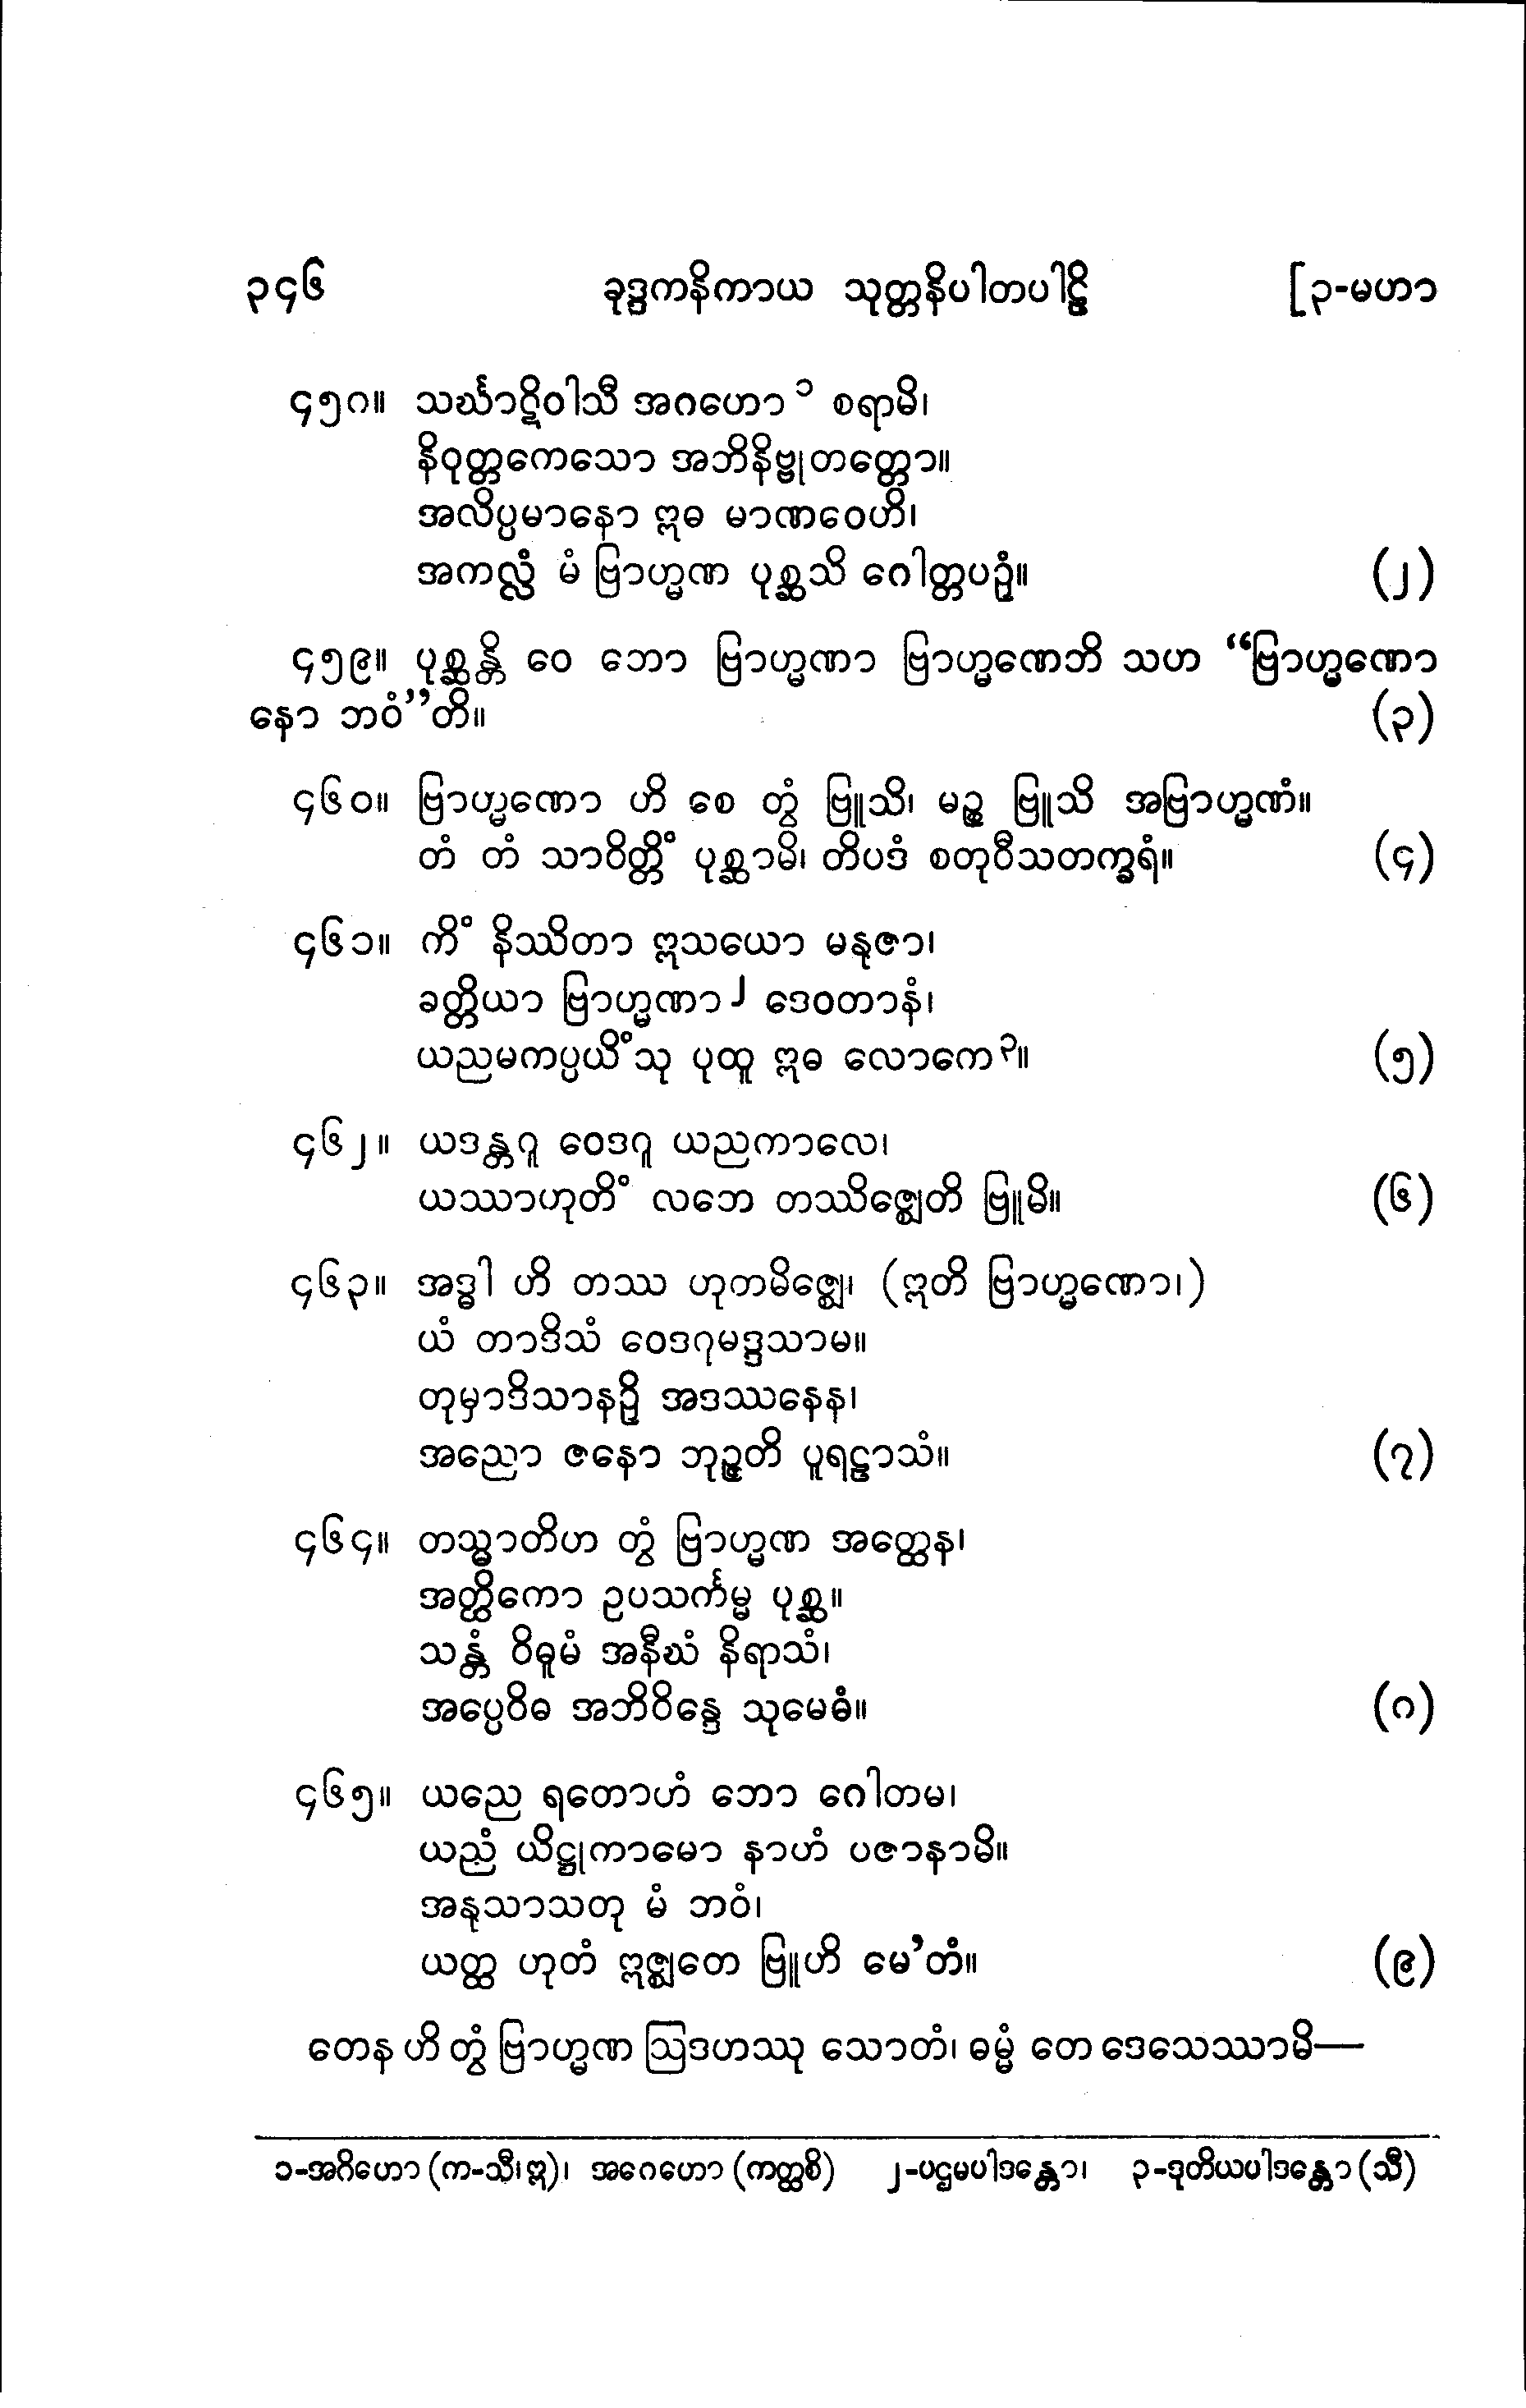 ၃၄၆ ခုဒ္ဒကနိကာယ သုတ္တနိပါတပါဠိ [၃-မဟာ
၄၅၈။ သင်္ဃာဋိဝါသီ အဂဟော ၁ စရာမိ၊
နိဝုတ္တကေသော အဘိနိဗ္ဗုတတ္တော။
အလိပ္ပမာနော ဣဓ မာဏဝေဟိ၊
အကလ္လံ မံ ဗြာဟ္မဏ ပုစ္ဆသိ ဂေါတ္တပဉှံ။ (၂)
၄၅၉။ ပုစ္ဆန္တိ ဝေ ဘော ဗြာဟ္မဏာ ဗြာဟ္မဏေဘိ သဟ “ဗြာဟ္မဏော
နော ဘဝံ”တိ။ (၃)
၄၆၀။ ဗြာဟ္မဏော ဟိ စေ တွံ ဗြူသိ၊ မဉ္စ ဗြူသိ အဗြာဟ္မဏံ။
တံ တံ သာဝိတ္တိံ ပုစ္ဆာမိ၊ တိပဒံ စတုဝီသတက္ခရံ။ (၄)
၄၆၁။ ကိံ နိဿိတာ ဣသယော မနုဇာ၊
ခတ္တိယာ ဗြာဟ္မဏာ ၂ ဒေဝတာနံ၊
ယညမကပ္ပယိံသု ပုထူ ဣဓ လောကေ ၃။ (၅)
၄၆၂။ ယဒန္တဂူ ဝေဒဂူ ယညကာလေ၊
ယဿာဟုတိံ လဘေ တဿိဇ္ဈေတိ ဗြူမိ။ (၆)
၄၆၃။ အဒ္ဓါ ဟိ တဿ ဟုတမိဇ္ဈေ၊ (ဣတိ ဗြာဟ္မဏော၊)
ယံ တာဒိသံ ဝေဒဂုမဒ္ဒသာမ။
တုမှာဒိသာနဉှိ အဒဿနေန၊
အညော ဇနော ဘုဉ္ဇတိ ပူရဠာသံ။ (၇)
၄၆၄။ တသ္မာတိဟ တွံ ဗြာဟ္မဏ အတ္ထေန၊
အတ္ထိကော ဥပသင်္ကမ္မ ပုစ္ဆ။
သန္တံ ဝိဓူမံ အနီဃံ နိရာသံ၊
အပ္ပေဝိဓ အဘိဝိန္ဒေ သုမေဓံ။ (၈)
၄၆၅။ ယညေ ရတောဟံ ဘော ဂေါတမ၊
ယညံ ယိဋ္ဌုကာမော နာဟံ ပဇာနာမိ။
အနုသာသတု မံ ဘဝံ၊
ယတ္ထ ဟုတံ ဣဇ္ဈတေ ဗြူဟိ မေ’တံ။ (၉)
တေန ဟိ တွံ ဗြာဟ္မဏ ဩဒဟဿု သောတံ၊ ဓမ္မံ တေ ဒေသေဿာမိ—
၁-အဂိဟော (က-သီ၊ဣ)၊ အဂေဟော (ကတ္ထစိ) ၂-ပဌမပါဒန္တော၊ ၃-ဒုတိယပါဒန္တော (သီ)